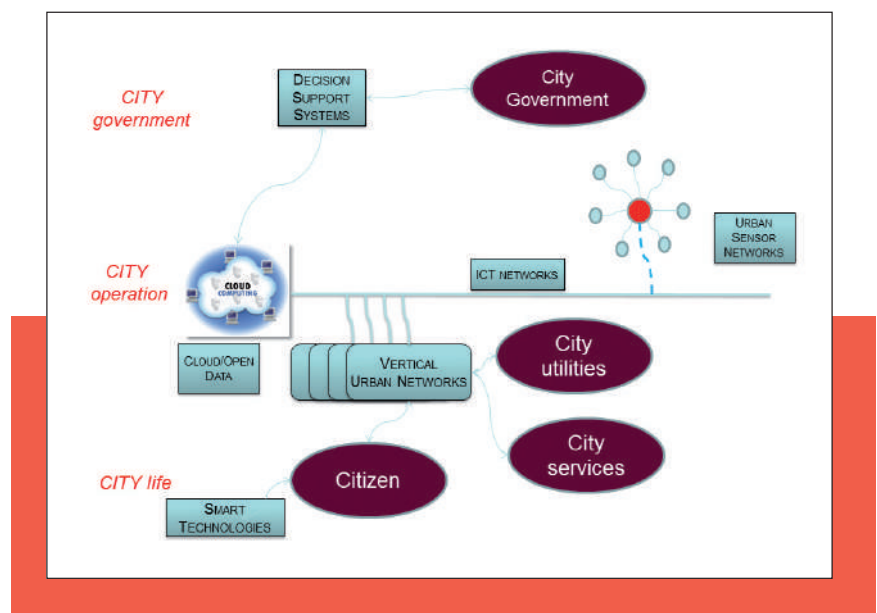 CITY
government
DECISION
SUPPORT
SYSTEMS
City
Government
URBAN
SENSOR
NETWORKS
CITY
operation
CLOUD
COMPUTING
ICT NETWORKS
CLOUD/OPEN
DATA
VERTICAL
URBAN NETWORKS
City
utilities
City
services
CITY life
Citizen
SMART
TECHNOLOGIES